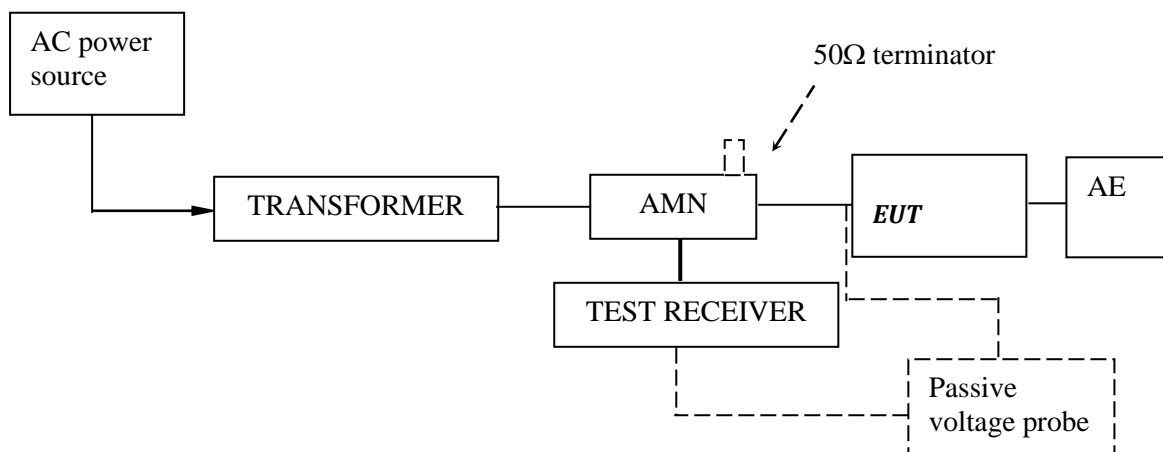 AC power
source
50Ω terminator
TRANSFORMER
AMN
EUT
AE
TEST RECEIVER
Passive
voltage probe